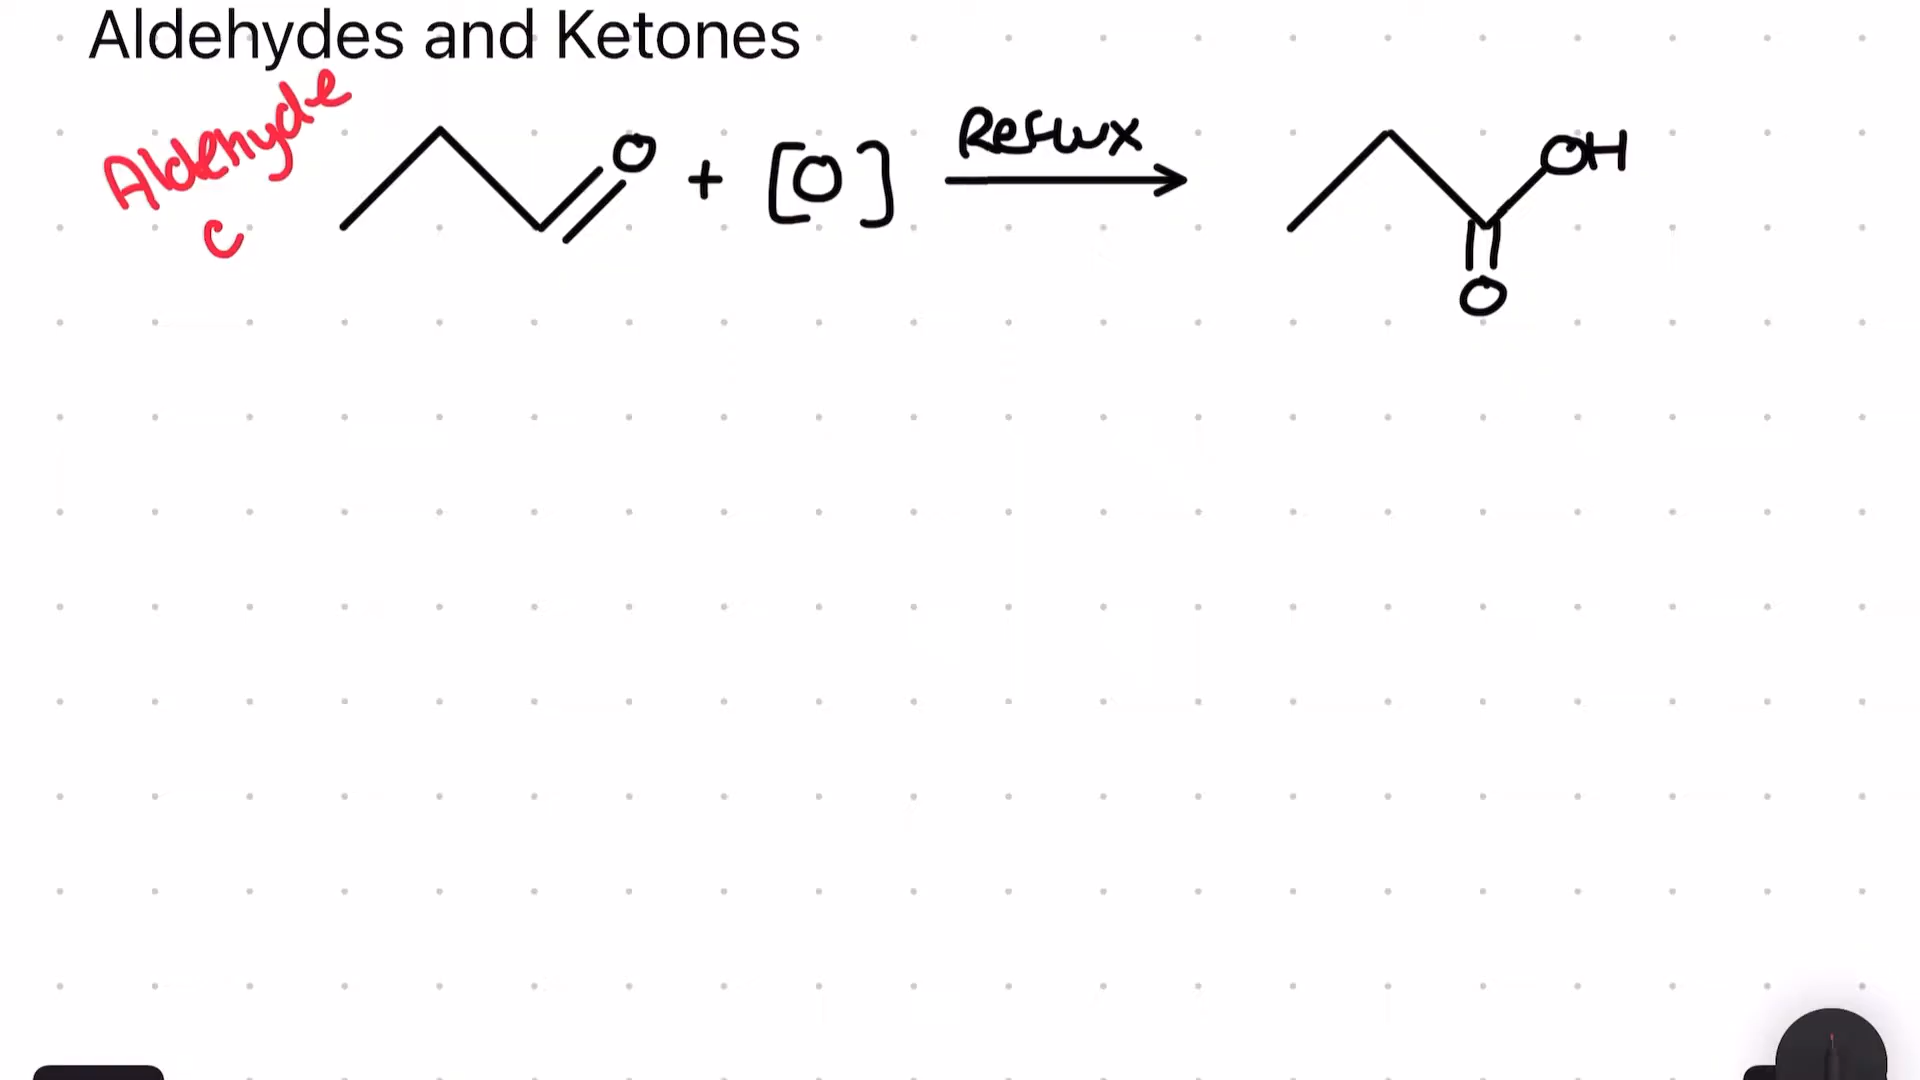 Aldehydes and Ketones
Aldehyde
C
O + [O] Reflux OH
O